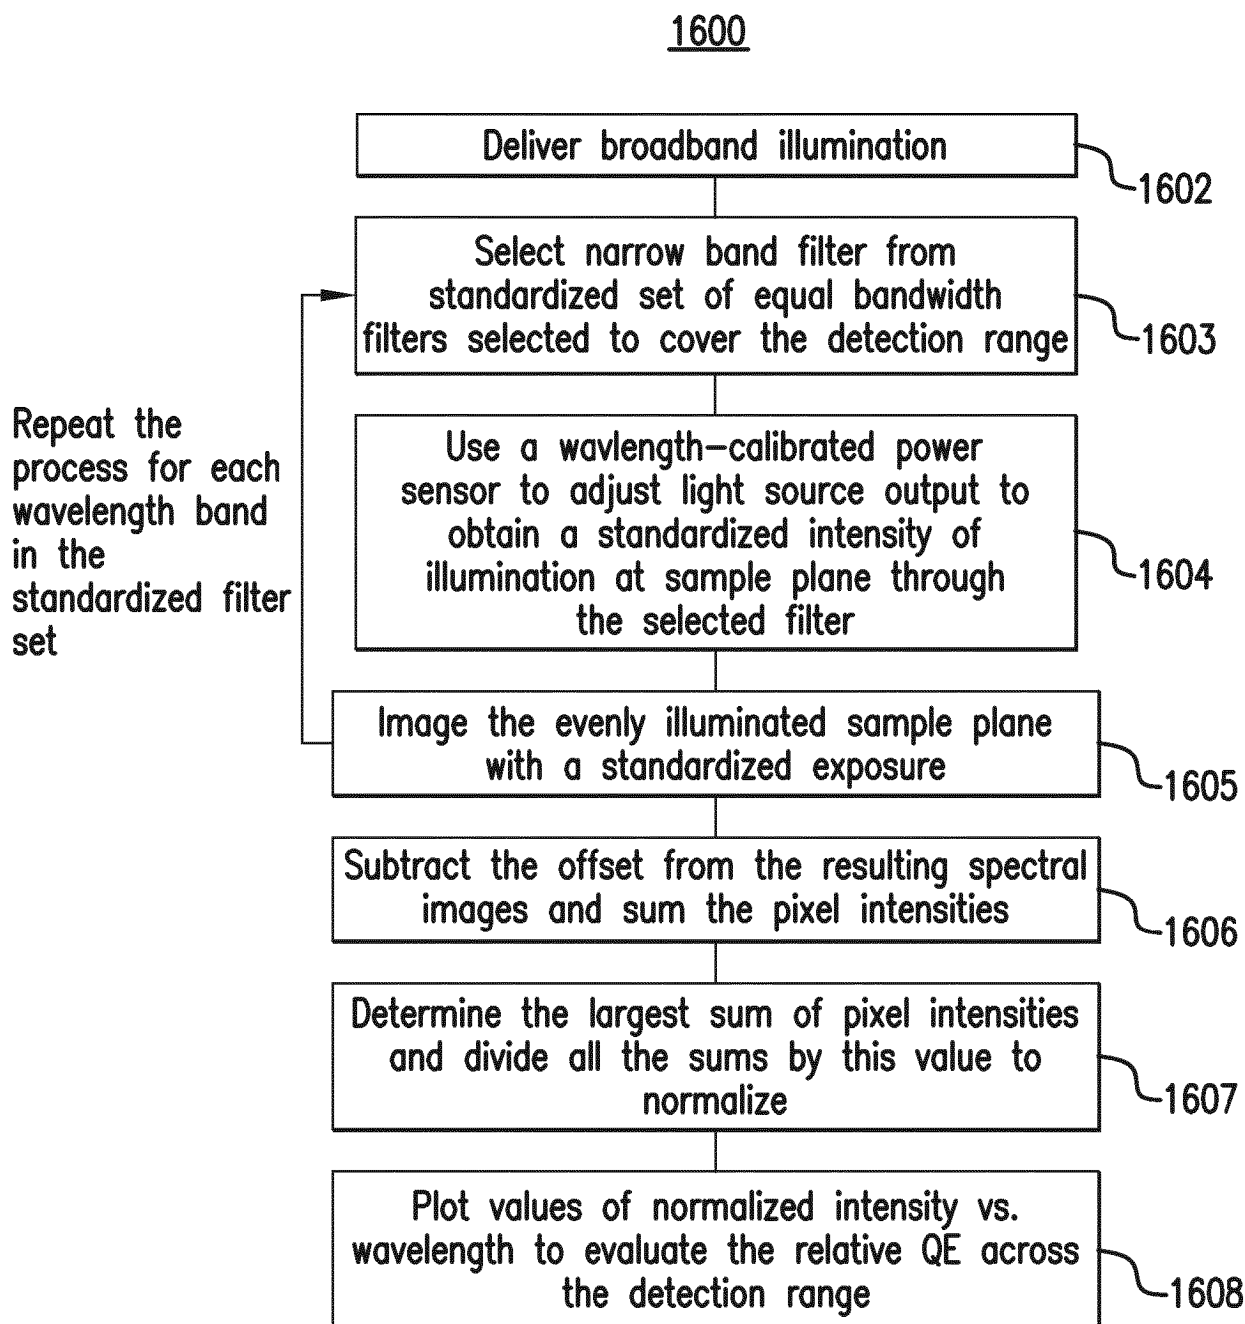 1600
Deliver broadband illumination
1602
Select narrow band filter from
standardized set of equal bandwidth
filters selected to cover the detection range
1603
Repeat the
process for each
wavelength band
in the
standardized filter
set
Use a wavlength-calibrated power
sensor to adjust light source output to
obtain a standardized intensity of
illumination at sample plane through
the selected filter
1604
Image the evenly illuminated sample plane
with a standardized exposure
1605
Subtract the offset from the resulting spectral
images and sum the pixel intensities
1606
Determine the largest sum of pixel intensities
and divide all the sums by this value to
normalize
1607
Plot values of normalized intensity vs.
wavelength to evaluate the relative QE across
the detection range
1608